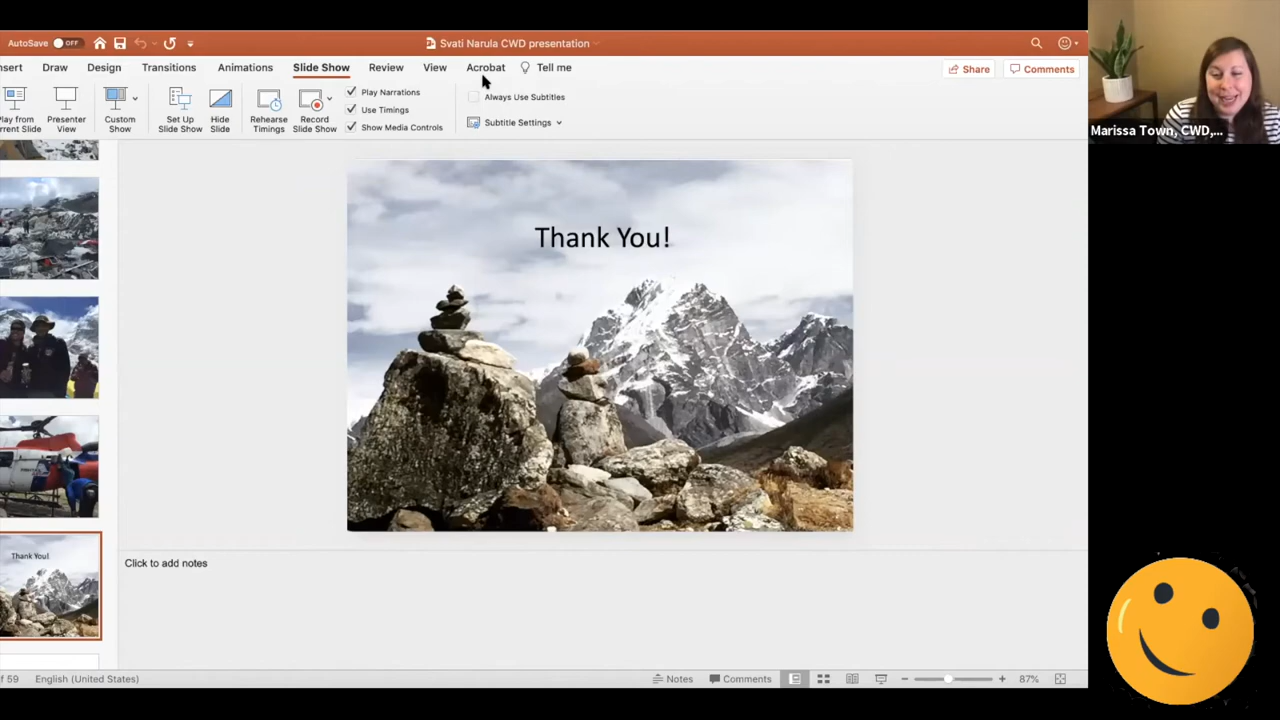 AutoSave OFF
Svati Narula CWD presentation
nsert Draw Design Transitions Animations Slide Show Review View Acrobat Tell me
Share Comments
Play from
rrent Slide
Presenter
View
Custom
Show
Set Up
Slide Show
Hide
Slide
Rehearse
Timings
Record
Slide Show
Play Narrations
Use Timings
Show Media Controls
Always Use Subtitles
Subtitle Settings
Marissa Town, CWD,...
Thank You!
Thank You!
Click to add notes
of 59 English (United States)
Notes Comments 87%